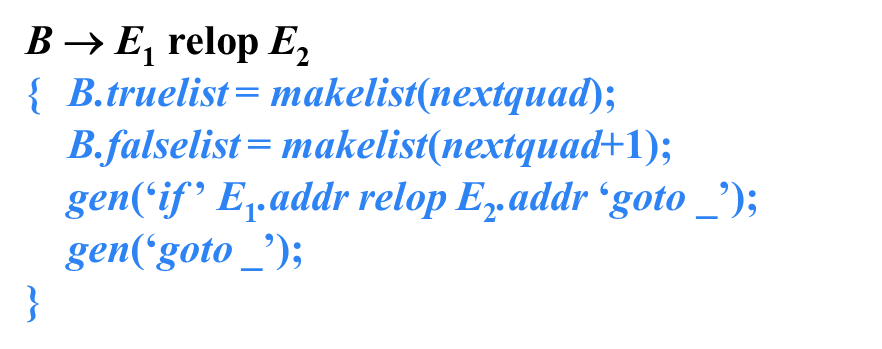 B → E₁ relop E₂
{ B.truelist = makelist(nextquad);
B.falselist = makelist(nextquad+1);
gen(‘if’ E₁.addr relop E₂.addr ‘goto _’);
gen(‘goto _’);
}